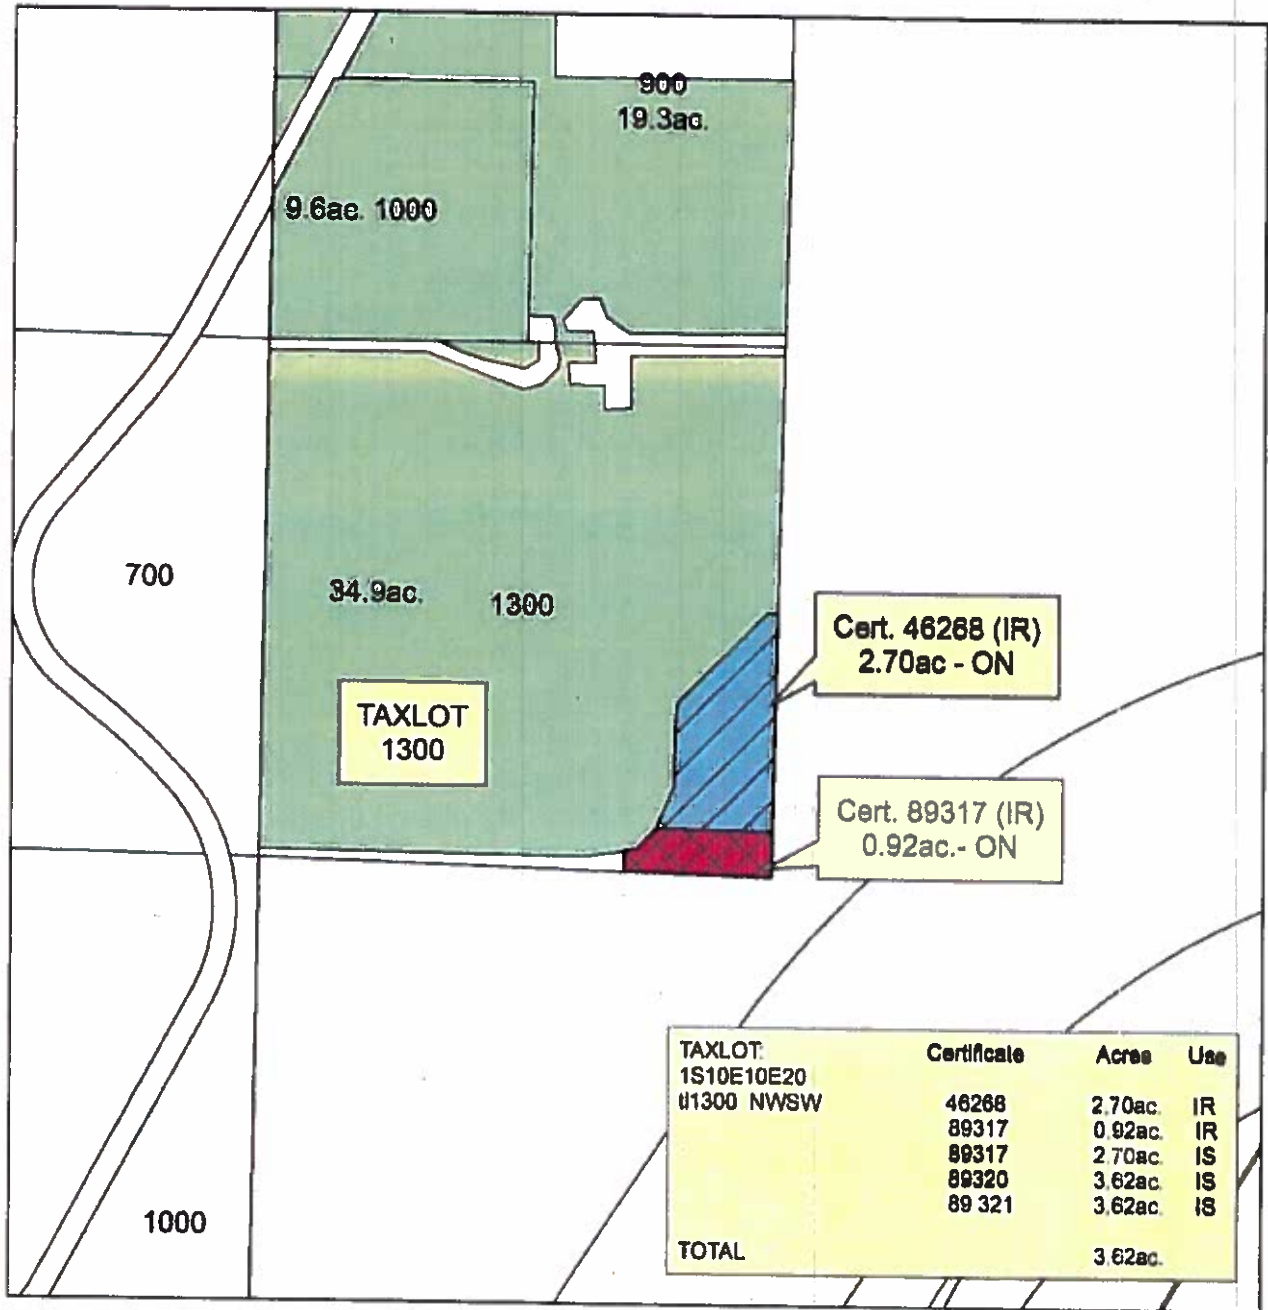 900
19.3ac.
9.6ac. 1000
700
34.9ac.
1300
Cert. 46268 (IR)
2.70ac - ON
TAXLOT
1300
Cert. 89317 (IR)
0.92ac.- ON
TAXLOT: Certificate Acres Use
1S10E10E20
tl1300 NWSW 46268 2.70ac. IR
89317 0.92ac. IR
89317 2.70ac. IS
89320 3.62ac. IS
89 321 3.62ac. IS
TOTAL 3.62ac.
1000